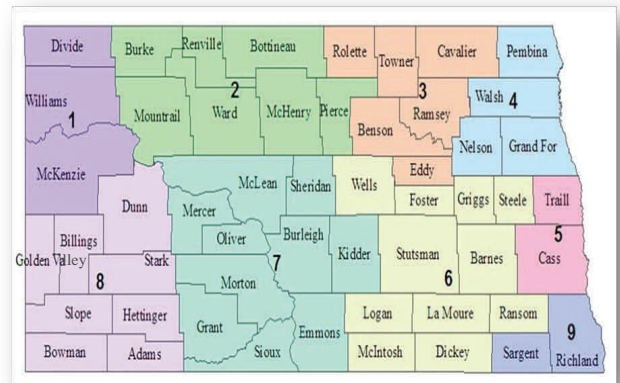 Divide
Burke
Renville
Bottineau
Rolette
Towner
Cavalier
Pembina
Williams
1
2
3
Walsh 4
Mountrail
Ward
McHenry
Pierce
Benson
Ramsey
Nelson
Grand For
McKenzie
McLean
Sheridan
Wells
Eddy
Foster
Griggs
Steele
Traill
Dunn
Mercer
Oliver
Burleigh
Kidder
Stutsman
Barnes
5
Cass
Billings
Golden Valley
Stark
7
6
8
Morton
Slope
Hettinger
Grant
Emmons
Logan
La Moure
Ransom
9
Bowman
Adams
Sioux
McIntosh
Dickey
Sargent
Richland